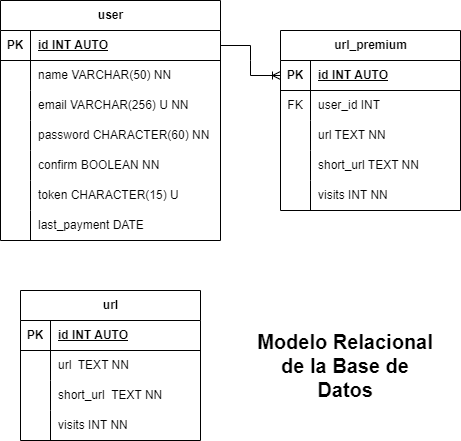 user
PK id INT AUTO
name VARCHAR(50) NN
email VARCHAR(256) U NN
password CHARACTER(60) NN
confirm BOOLEAN NN
token CHARACTER(15) U
last_payment DATE
url_premium
PK id INT AUTO
FK user_id INT
url TEXT NN
short_url TEXT NN
visits INT NN
url
PK id INT AUTO
url TEXT NN
short_url TEXT NN
visits INT NN
Modelo Relacional
de la Base de
Datos